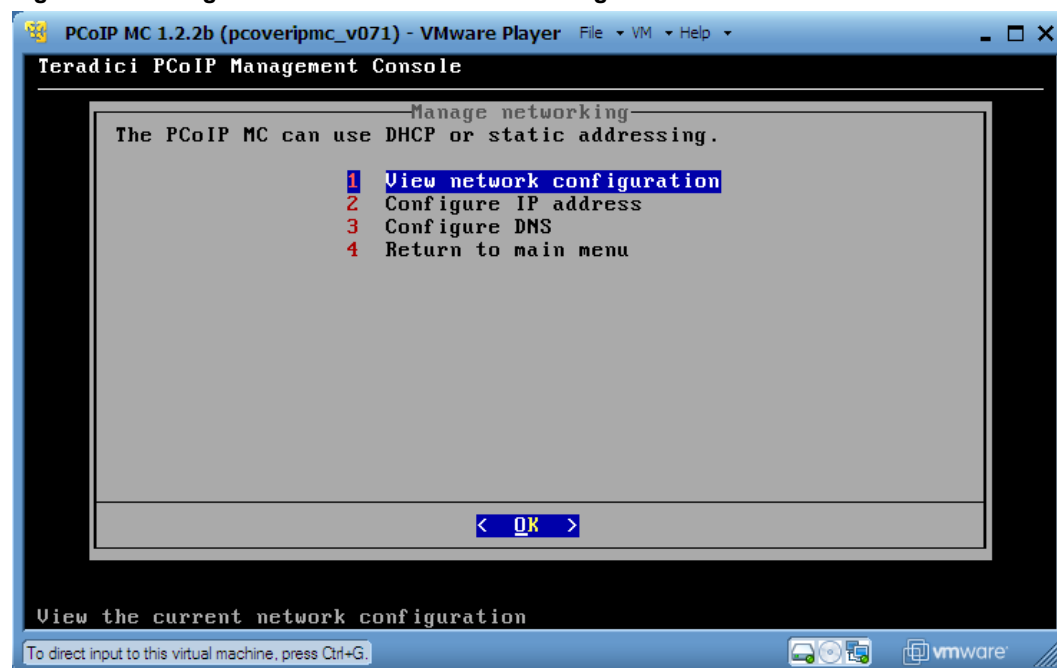 PCoIP MC 1.2.2b (pcoveripmc_v071) - VMware Player File VM Help
Teradici PCoIP Management Console
Manage networking
The PCoIP MC can use DHCP or static addressing.
1 View network configuration
2 Configure IP address
3 Configure DNS
4 Return to main menu
< OK >
View the current network configuration
To direct input to this virtual machine, press Ctrl+G.
vmware